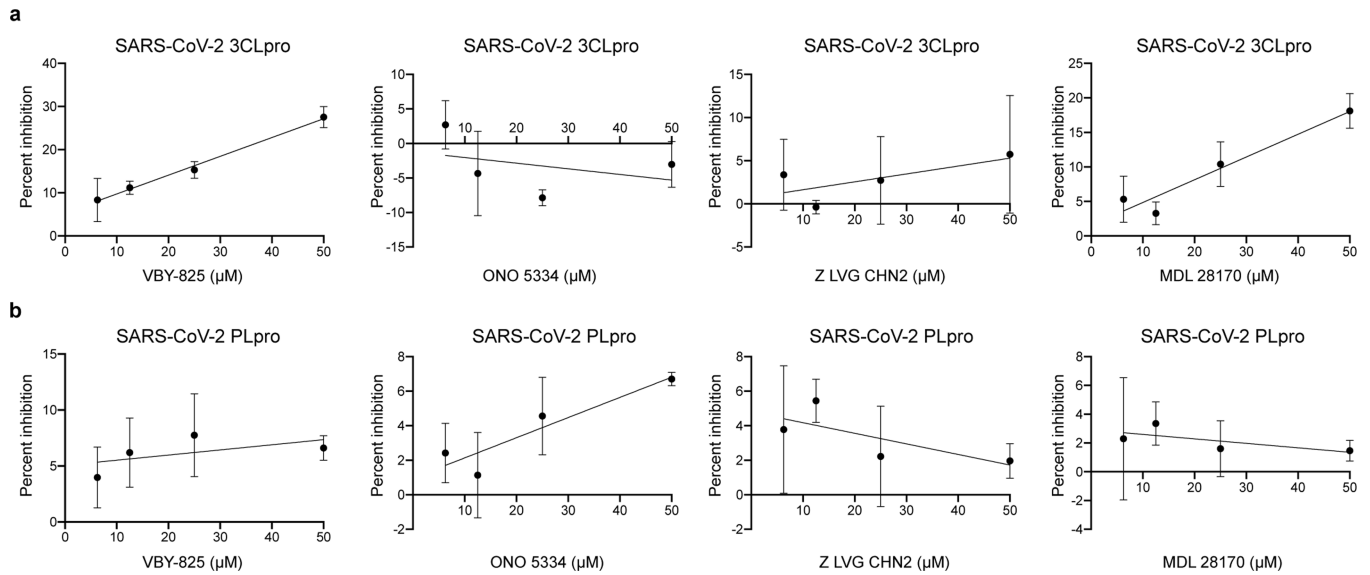 a
SARS-CoV-2 3CLpro
Percent inhibition
40
30
20
10
0
0 10 20 30 40 50
VBY-825 (µM)
SARS-CoV-2 3CLpro
Percent inhibition
10
5
0
-5
-10
-15
10 20 30 40 50
ONO 5334 (µM)
SARS-CoV-2 3CLpro
Percent inhibition
15
10
5
0
-5
10 20 30 40 50
Z LVG CHN2 (µM)
SARS-CoV-2 3CLpro
Percent inhibition
25
20
15
10
5
0
0 10 20 30 40 50
MDL 28170 (µM)
b
SARS-CoV-2 PLpro
Percent inhibition
15
10
5
0
0 10 20 30 40 50
VBY-825 (µM)
SARS-CoV-2 PLpro
Percent inhibition
8
6
4
2
0
-2
10 20 30 40 50
ONO 5334 (µM)
SARS-CoV-2 PLpro
Percent inhibition
8
6
4
2
0
-2
10 20 30 40 50
Z LVG CHN2 (µM)
SARS-CoV-2 PLpro
Percent inhibition
8
6
4
2
0
-2
-4
10 20 30 40 50
MDL 28170 (µM)